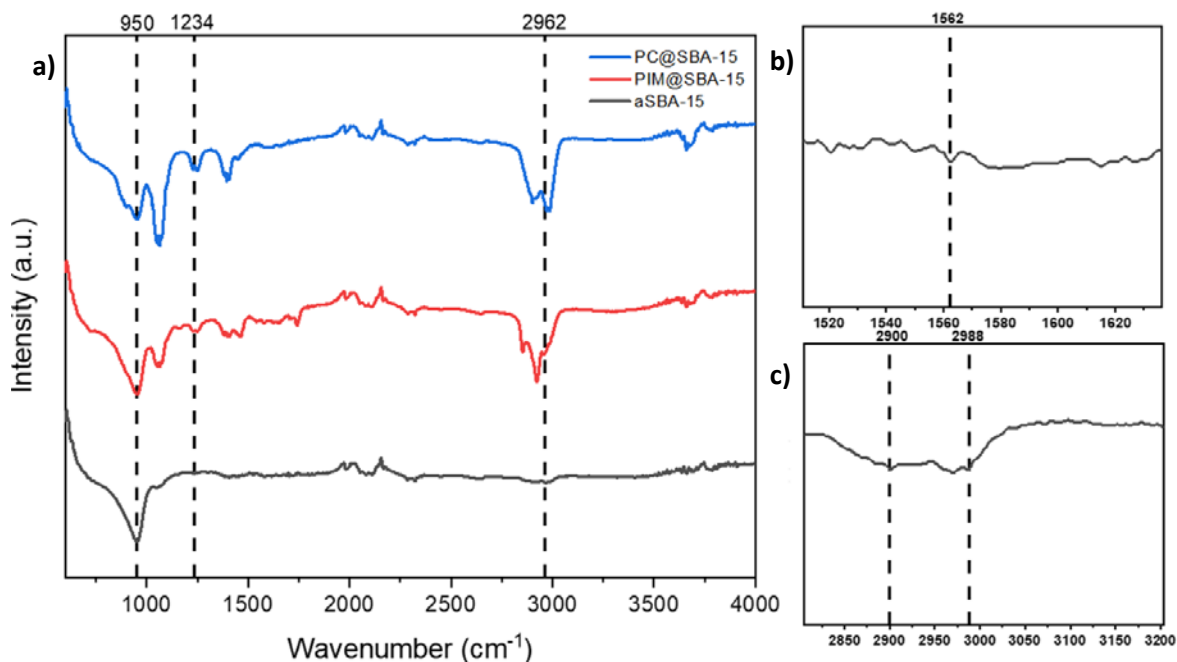 950 1234 2962
a)
PC@SBA-15
PIM@SBA-15
aSBA-15
Intensity (a.u.)
1000 1500 2000 2500 3000 3500 4000
Wavenumber (cm⁻¹)
1562
b)
1520 1540 1560 1580 1600 1620
2900 2988
c)
2850 2900 2950 3000 3050 3100 3150 3200